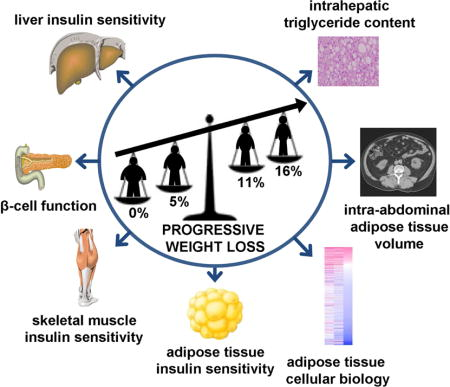 liver insulin sensitivity
intrahepatic
triglyceride content
0%
5%
11%
16%
PROGRESSIVE
WEIGHT LOSS
β-cell function
intra-abdominal
adipose tissue
volume
skeletal muscle
insulin sensitivity
adipose tissue
insulin sensitivity
adipose tissue
cellular biology